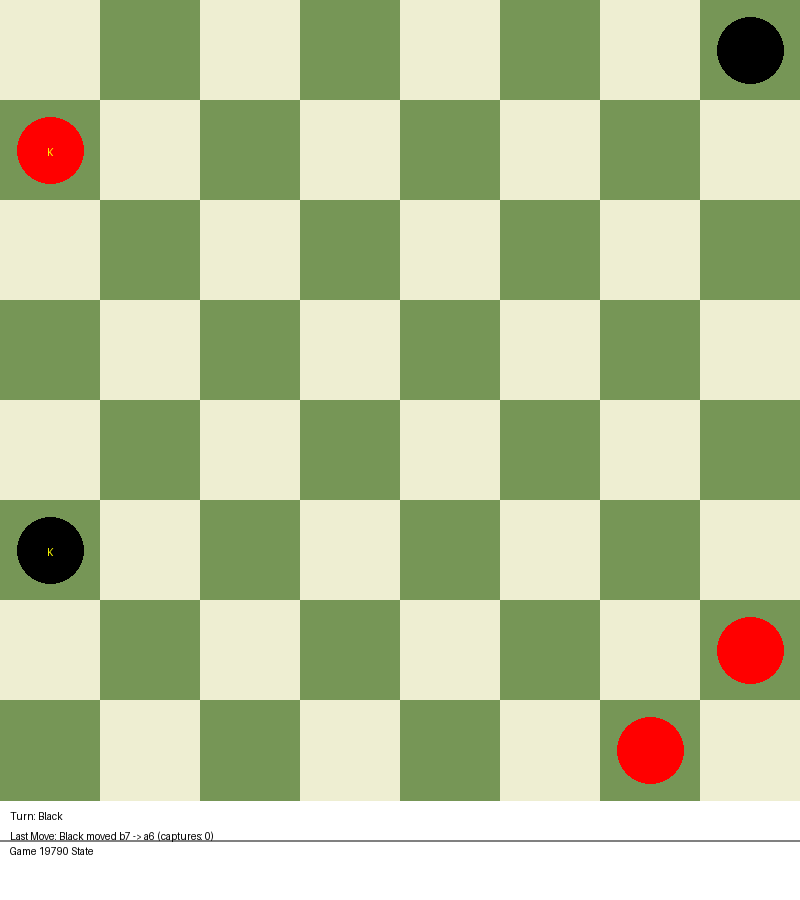 K
K
Turn: Black
Last Move: Black moved b7 -> a6 (captures: 0)
Game 19790 State